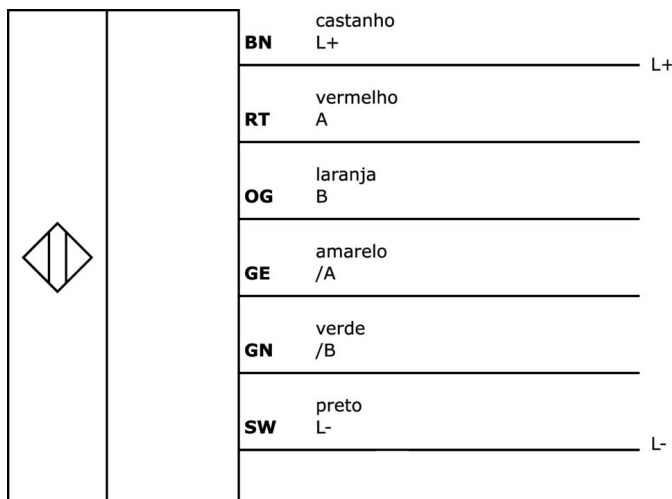 castanho
BN L+
L+
vermelho
RT A
laranja
OG B
amarelo
GE /A
verde
GN /B
preto
SW L-
L-